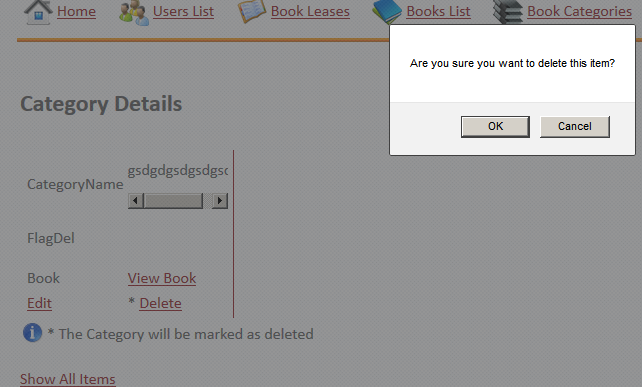 Home Users List Book Leases Books List Book Categories
Are you sure you want to delete this item?
OK Cancel
Category Details
CategoryName gsdgdgsdgsdgsc
FlagDel
Book View Book
Edit * Delete
* The Category will be marked as deleted
Show All Items